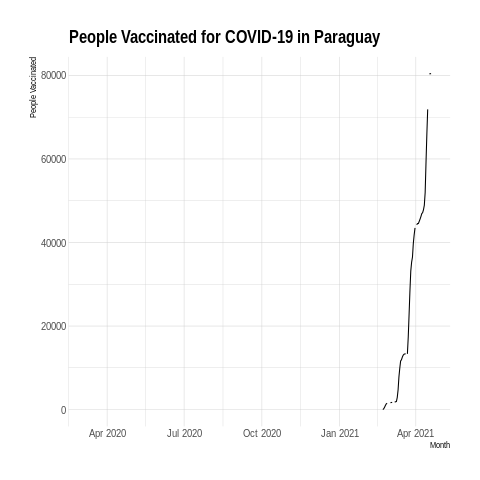 People Vaccinated for COVID-19 in Paraguay
People Vaccinated
80000
60000
40000
20000
0
Apr 2020 Jul 2020 Oct 2020 Jan 2021 Apr 2021
Month